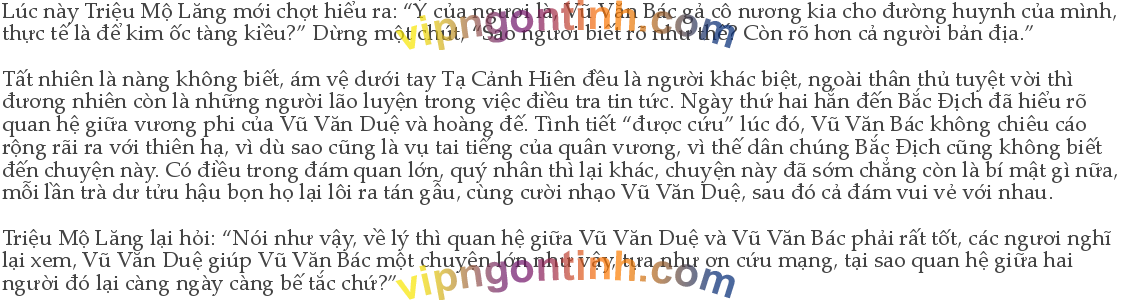 Lúc này Triệu Mộ Lăng mới chợt hiểu ra: “Ý của ngươi là, Vũ Văn Bác gả cô nương kia cho đường huynh của mình,
thực tế là để kim ốc tàng kiều?” Dừng một chút, “Sao ngươi biết rõ như thế? Còn rõ hơn cả người bản địa.”
vipngontinh.com
Tất nhiên là nàng không biết, ám vệ dưới tay Tạ Cảnh Hiên đều là người khác biệt, ngoài thân thủ tuyệt vời thì
đương nhiên còn là những người lão luyện trong việc điều tra tin tức. Ngày thứ hai hắn đến Bắc Địch đã hiểu rõ
quan hệ giữa vương phi của Vũ Văn Duệ và hoàng đế. Tình tiết “được cứu” lúc đó, Vũ Văn Bác không chiêu cáo
rộng rãi ra với thiên hạ, vì dù sao cũng là vụ tai tiếng của quân vương, vì thế dân chúng Bắc Địch cũng không biết
đến chuyện này. Có điều trong đám quan lớn, quý nhân thì lại khác, chuyện này đã sớm chẳng còn là bí mật gì nữa,
mỗi lần trà dư tửu hậu bọn họ lại lôi ra tán gẫu, cùng cười nhạo Vũ Văn Duệ, sau đó cả đám vui vẻ với nhau.
Triệu Mộ Lăng lại hỏi: “Nói như vậy, về lý thì quan hệ giữa Vũ Văn Duệ và Vũ Văn Bác phải rất tốt, các ngươi nghĩ
lại xem, Vũ Văn Duệ giúp Vũ Văn Bác một chuyện lớn như vậy, tựa như ơn cứu mạng, tại sao quan hệ giữa hai
người đó lại càng ngày càng bế tắc chứ?”
vipngontinh.com